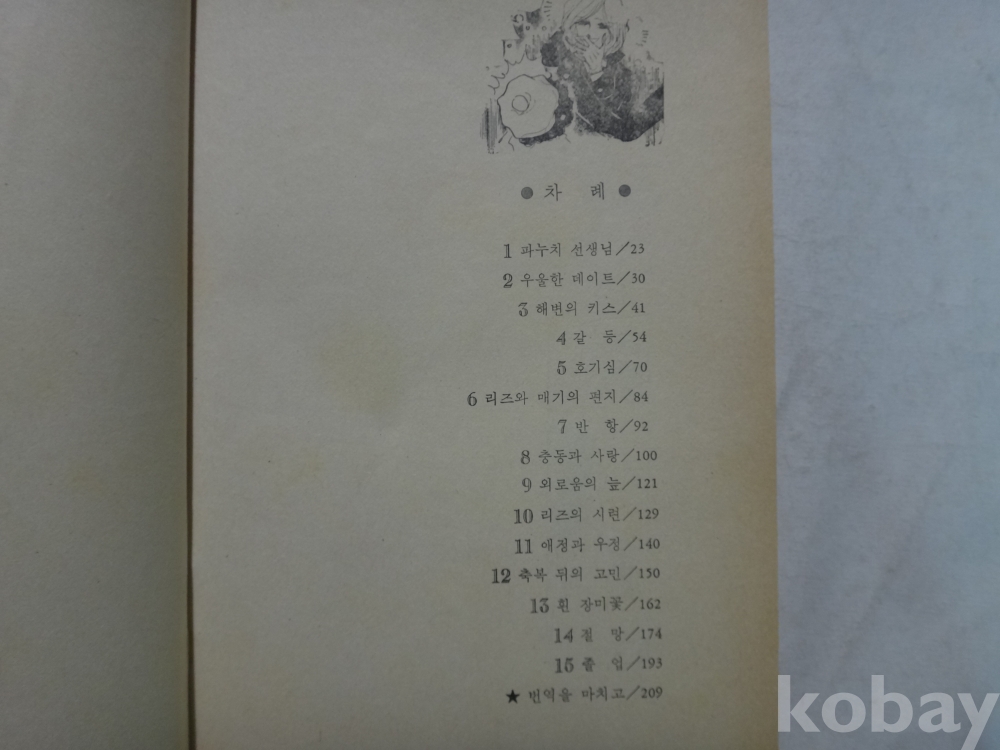 ● 차 례 ●
1 파누치 선생님/23
2 우울한 데이트/30
3 해변의 키스/41
4 갈 등/54
5 호기심/70
6 리즈와 매기의 편지/84
7 반 항/92
8 충동과 사랑/100
9 외로움의 늪/121
10 리즈의 시련/129
11 애정과 우정/140
12 축복 뒤의 고민/150
13 흰 장미꽃/162
14 절 망/174
15 졸 업/193
★ 번역을 마치고/209
kobay